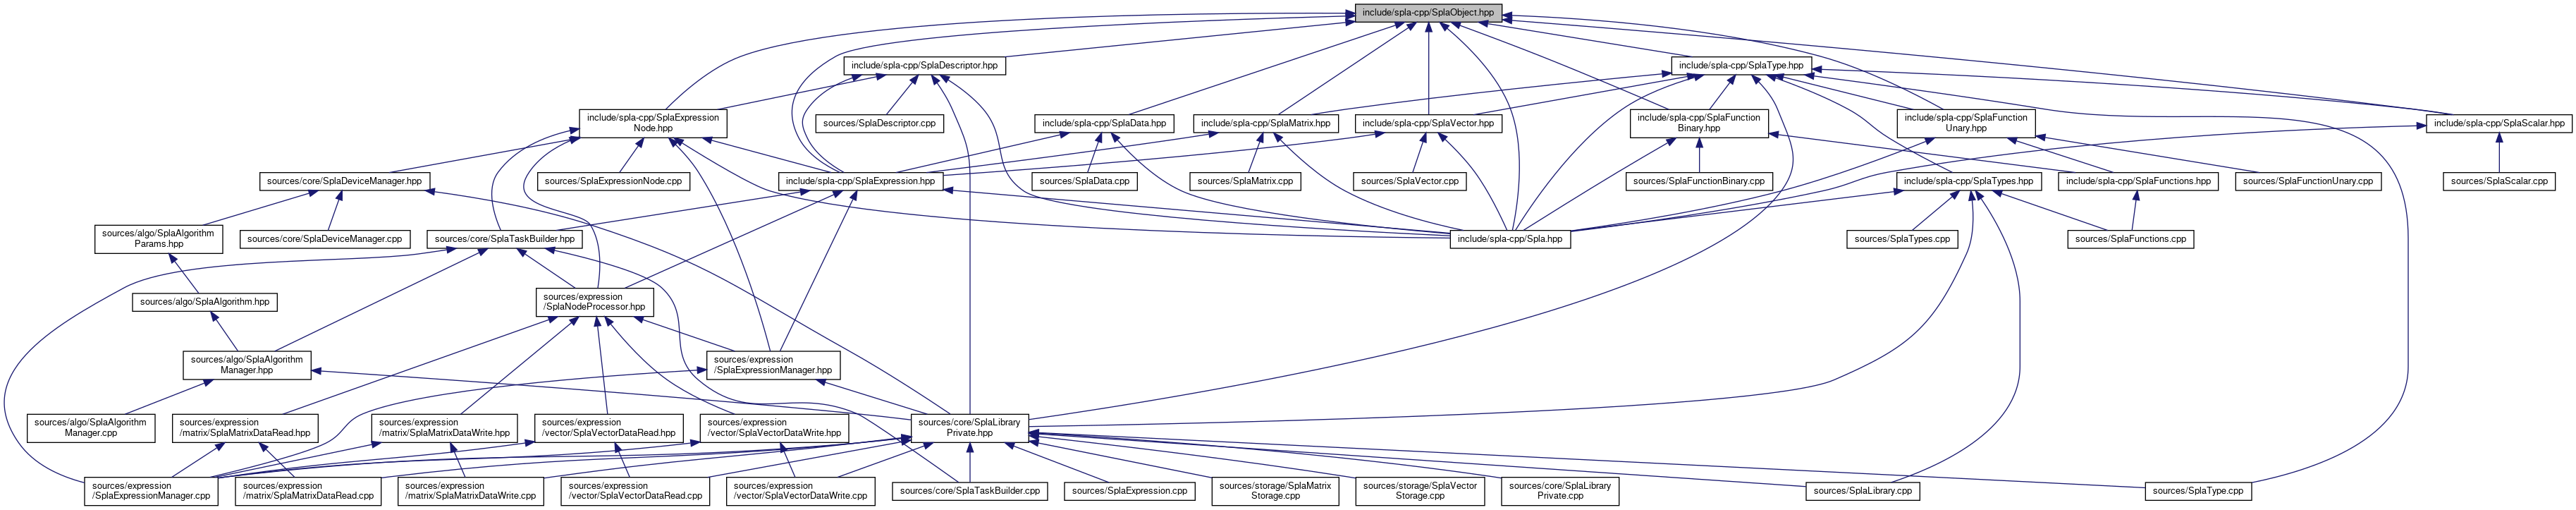 include/spla-cpp/SplaObject.hpp
include/spla-cpp/SplaDescriptor.hpp
include/spla-cpp/SplaType.hpp
include/spla-cpp/SplaExpression
Node.hpp
sources/SplaDescriptor.cpp
include/spla-cpp/SplaData.hpp
include/spla-cpp/SplaMatrix.hpp
include/spla-cpp/SplaVector.hpp
include/spla-cpp/SplaFunction
Binary.hpp
include/spla-cpp/SplaFunction
Unary.hpp
include/spla-cpp/SplaScalar.hpp
sources/core/SplaDeviceManager.hpp
sources/SplaExpressionNode.cpp
include/spla-cpp/SplaExpression.hpp
sources/SplaData.cpp
sources/SplaMatrix.cpp
sources/SplaVector.cpp
sources/SplaFunctionBinary.cpp
include/spla-cpp/SplaTypes.hpp
include/spla-cpp/SplaFunctions.hpp
sources/SplaFunctionUnary.cpp
sources/SplaScalar.cpp
sources/algo/SplaAlgorithm
Params.hpp
sources/core/SplaDeviceManager.cpp
sources/core/SplaTaskBuilder.hpp
include/spla-cpp/Spla.hpp
sources/SplaTypes.cpp
sources/SplaFunctions.cpp
sources/algo/SplaAlgorithm.hpp
sources/expression
/SplaNodeProcessor.hpp
sources/algo/SplaAlgorithm
Manager.hpp
sources/expression
/SplaExpressionManager.hpp
sources/algo/SplaAlgorithm
Manager.cpp
sources/expression
/matrix/SplaMatrixDataRead.hpp
sources/expression
/matrix/SplaMatrixDataWrite.hpp
sources/expression
/vector/SplaVectorDataRead.hpp
sources/expression
/vector/SplaVectorDataWrite.hpp
sources/core/SplaLibrary
Private.hpp
sources/expression
/SplaExpressionManager.cpp
sources/expression
/matrix/SplaMatrixDataRead.cpp
sources/expression
/matrix/SplaMatrixDataWrite.cpp
sources/expression
/vector/SplaVectorDataRead.cpp
sources/expression
/vector/SplaVectorDataWrite.cpp
sources/core/SplaTaskBuilder.cpp
sources/SplaExpression.cpp
sources/storage/SplaMatrix
Storage.cpp
sources/storage/SplaVector
Storage.cpp
sources/core/SplaLibrary
Private.cpp
sources/SplaLibrary.cpp
sources/SplaType.cpp